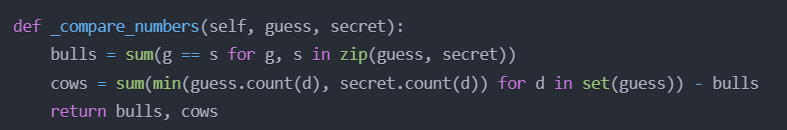 def _compare_numbers(self, guess, secret):
    bulls = sum(g == s for g, s in zip(guess, secret))
    cows = sum(min(guess.count(d), secret.count(d)) for d in set(guess)) - bulls
    return bulls, cows